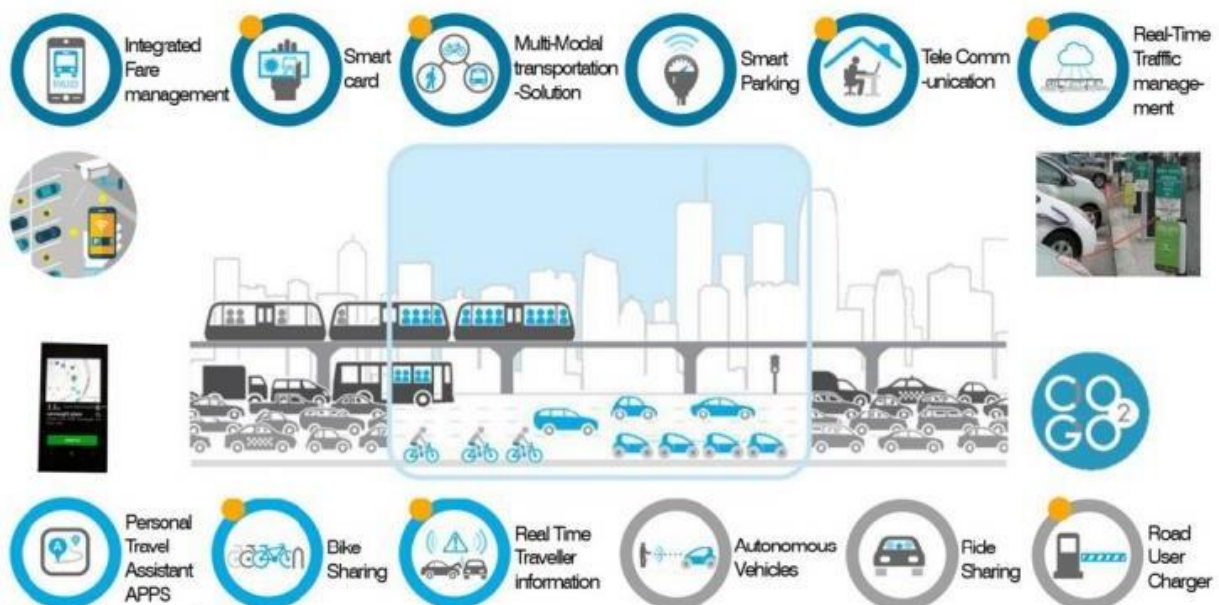 Integrated
Fare
management
PAID
Smart
card
Multi-Modal
transportation
-Solution
Smart
Parking
Tele Comm
-unication
Real-Time
Traffic
manage-
ment
CO
GO
2
Personal
Travel
Assistant
APPS
A
Bike
Sharing
Real Time
Traveller
information
Autonomous
Vehicles
Ride
Sharing
Road
User
Charger